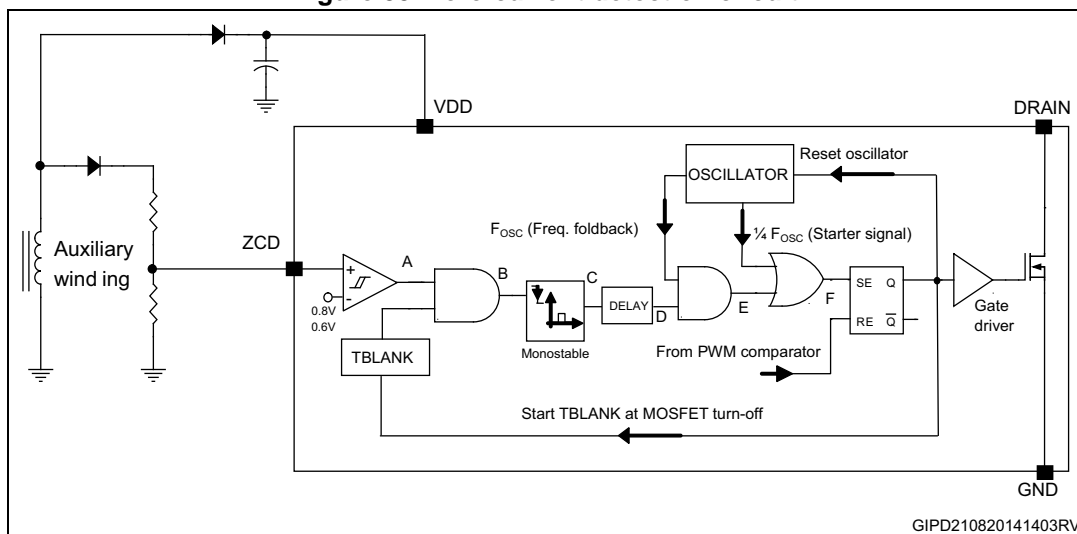 VDD
DRAIN
Reset oscillator
OSCILLATOR
FOSC (Freq. foldback)
¼ FOSC (Starter signal)
Auxiliary
wind ing
ZCD
A
B
C
D
E
F
+
-
0.8V
0.6V
TBLANK
Monostable
DELAY
SE Q
RE Q̅
Gate
driver
From PWM comparator
Start TBLANK at MOSFET turn-off
GND
GIPD210820141403RV